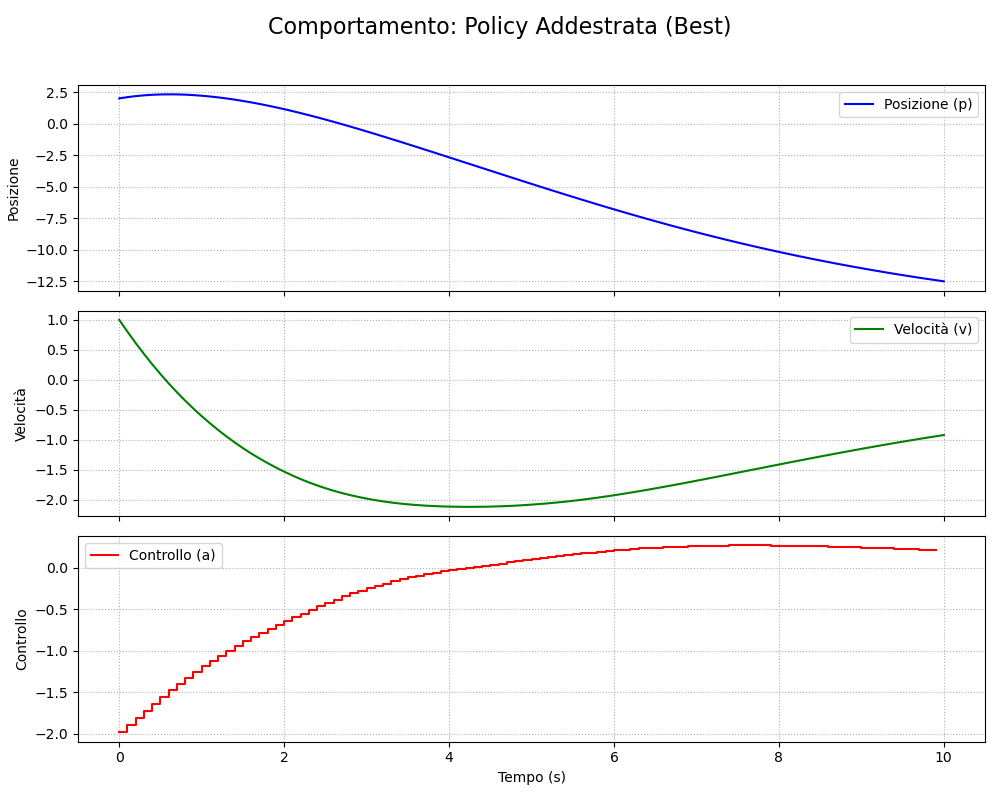 Comportamento: Policy Addestrata (Best)
2.5
0.0
−2.5
−5.0
−7.5
−10.0
−12.5
Posizione
Posizione (p)
1.0
0.5
0.0
−0.5
−1.0
−1.5
−2.0
Velocità
Velocità (v)
0.0
−0.5
−1.0
−1.5
−2.0
Controllo
Controllo (a)
0 2 4 6 8 10
Tempo (s)